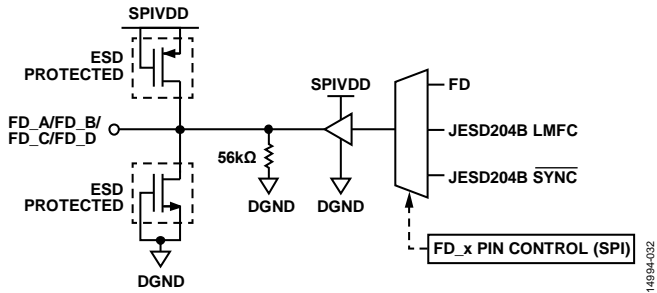 SPIVDD
ESD
PROTECTED
SPIVDD
FD
FD_A/FD_B/
FD_C/FD_D
JESD204B LMFC
56kΩ
ESD
PROTECTED
JESD204B SYNC
DGND
DGND
FD_x PIN CONTROL (SPI)
DGND
14994-032